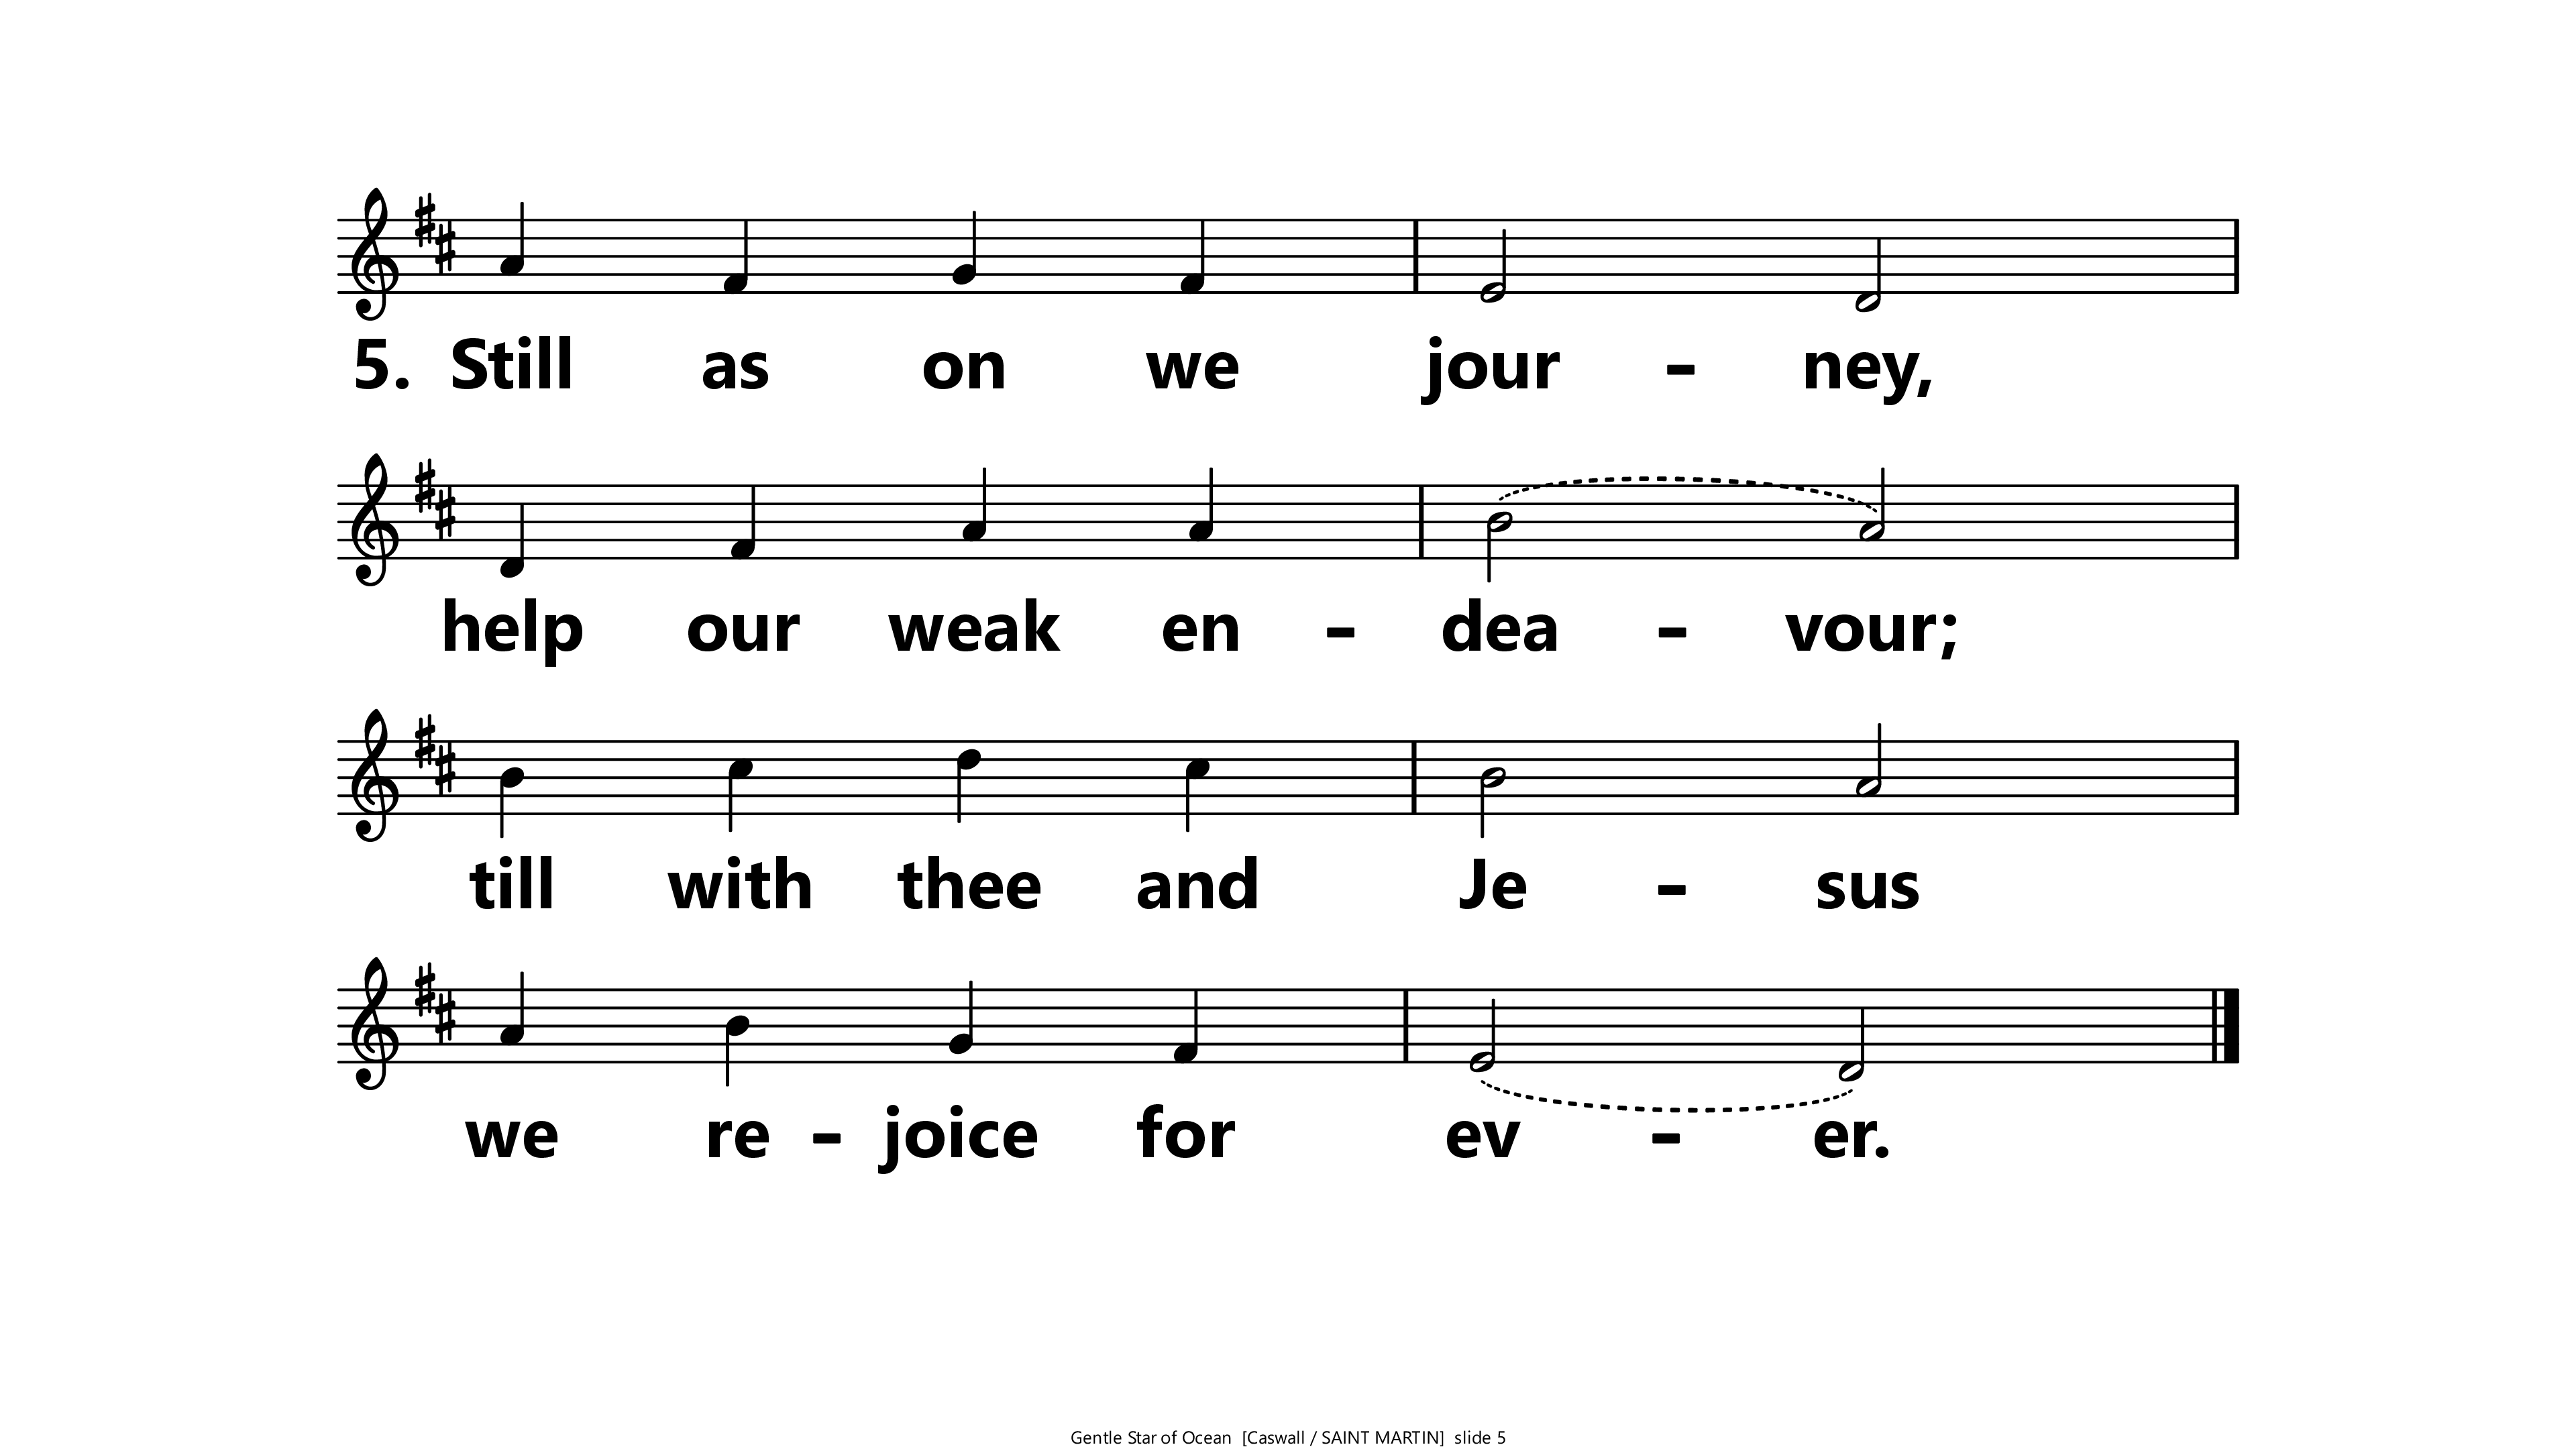 5. Still as on we jour - ney,
help our weak en - dea - vour;
till with thee and Je - sus
we re - joice for ev - er.
Gentle Star of Ocean [Caswall / SAINT MARTIN] slide 5